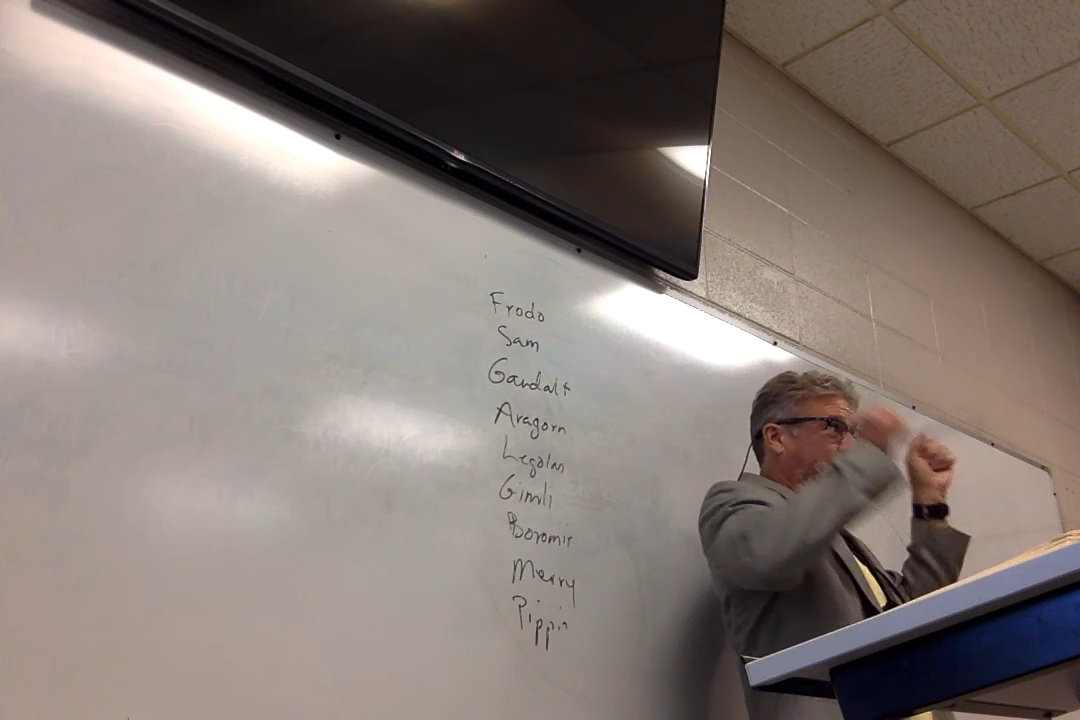 Frodo
Sam
Gandalf
Aragorn
Legolas
Gimli
Boromir
Merry
Pippin